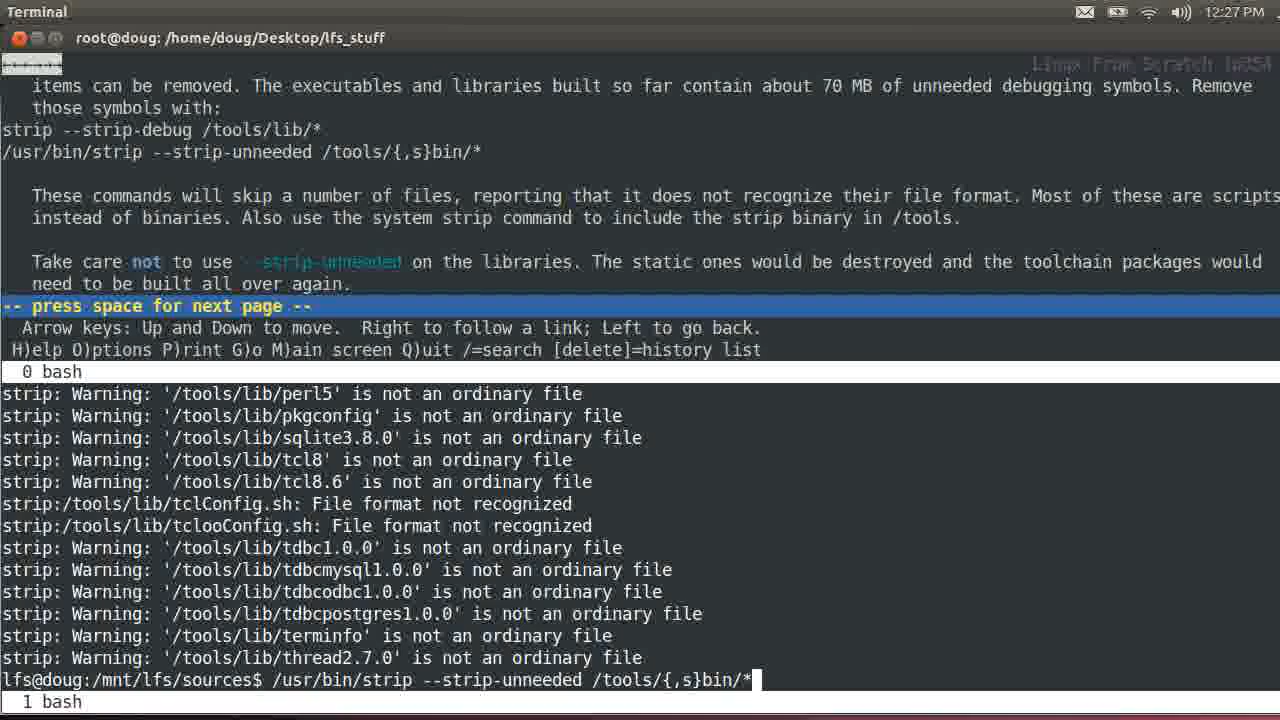 Terminal
12:27 PM
root@doug: /home/doug/Desktop/lfs_stuff
Linux From Scratch
items can be removed. The executables and libraries built so far contain about 70 MB of unneeded debugging symbols. Remove
those symbols with:
strip --strip-debug /tools/lib/*
/usr/bin/strip --strip-unneeded /tools/{,s}bin/*
These commands will skip a number of files, reporting that it does not recognize their file format. Most of these are scripts
instead of binaries. Also use the system strip command to include the strip binary in /tools.
Take care not to use --strip-unneeded on the libraries. The static ones would be destroyed and the toolchain packages would
need to be built all over again.
-- press space for next page --
Arrow keys: Up and Down to move.  Right to follow a link; Left to go back.
H)elp O)ptions P)rint G)o M)ain screen Q)uit /=search [delete]=history list
0 bash
strip: Warning: '/tools/lib/perl5' is not an ordinary file
strip: Warning: '/tools/lib/pkgconfig' is not an ordinary file
strip: Warning: '/tools/lib/sqlite3.8.0' is not an ordinary file
strip: Warning: '/tools/lib/tcl8' is not an ordinary file
strip: Warning: '/tools/lib/tcl8.6' is not an ordinary file
strip:/tools/lib/tclConfig.sh: File format not recognized
strip:/tools/lib/tclooConfig.sh: File format not recognized
strip: Warning: '/tools/lib/tdbc1.0.0' is not an ordinary file
strip: Warning: '/tools/lib/tdbcmysql1.0.0' is not an ordinary file
strip: Warning: '/tools/lib/tdbcodbc1.0.0' is not an ordinary file
strip: Warning: '/tools/lib/tdbcpostgres1.0.0' is not an ordinary file
strip: Warning: '/tools/lib/terminfo' is not an ordinary file
strip: Warning: '/tools/lib/thread2.7.0' is not an ordinary file
lfs@doug:/mnt/lfs/sources$ /usr/bin/strip --strip-unneeded /tools/{,s}bin/*
1 bash